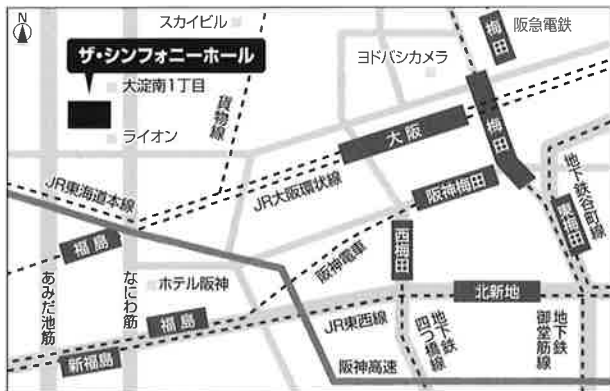 N
スカイビル
ザ・シンフォニーホール
大淀南1丁目
ライオン
貨物線
ヨドバシカメラ
梅田
阪急電鉄
大阪
梅田
JR東海道本線
JR大阪環状線
阪神梅田
地下鉄谷町線
東梅田
福島
あみだ池筋
なにわ筋
ホテル阪神
阪神電車
西梅田
北新地
福島
新福島
JR東西線
地下鉄
四つ橋線
地下鉄
御堂筋線
阪神高速